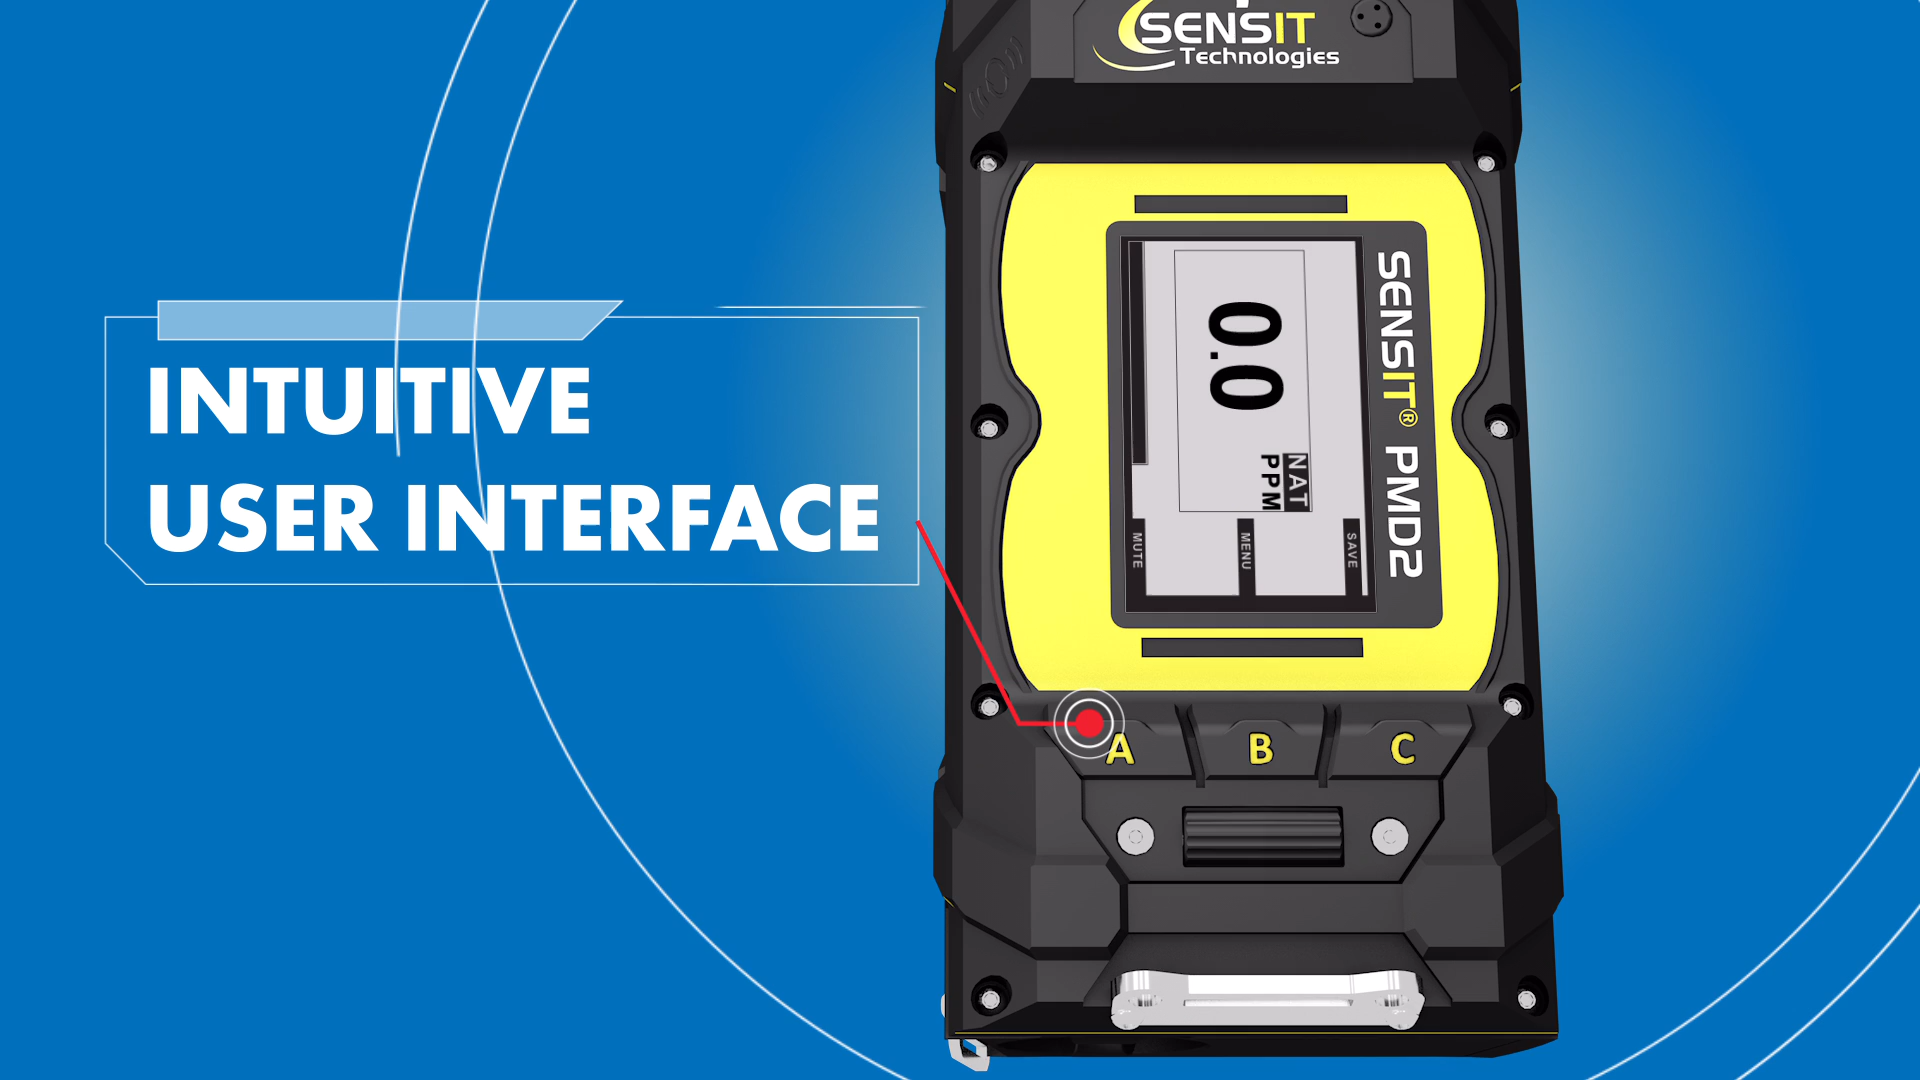 SENSIT
Technologies
INTUITIVE
USER INTERFACE
SENSIT® PMD2
0.0
NAT
PPM
SAVE
MENU
MUTE
A B C